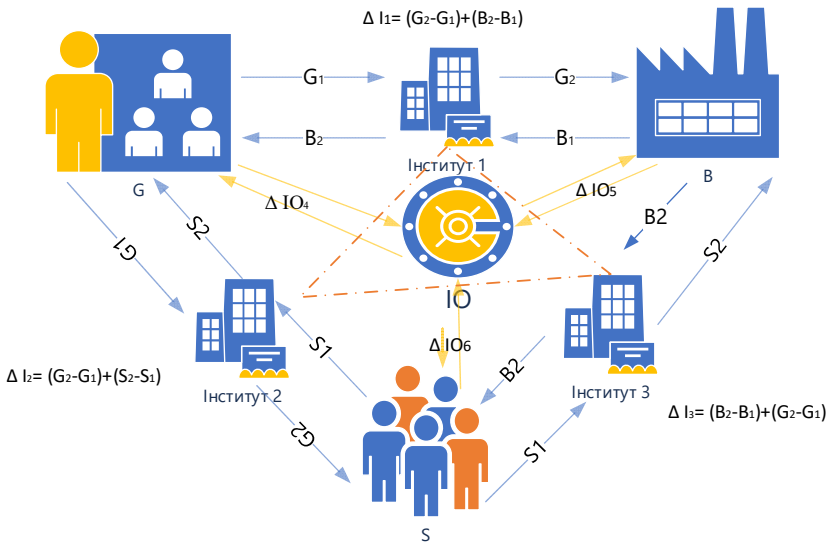 Δ I₁= (G₂-G₁)+(B₂-B₁)
G₁
G₂
B₂
B₁
Інститут 1
G
B
Δ IO₄
Δ IO₅
S2
B2
G1
S2
IO
Δ IO₆
S1
B2
Δ I₂= (G₂-G₁)+(S₂-S₁)
Інститут 2
Інститут 3
Δ I₃= (B₂-B₁)+(G₂-G₁)
G2
S1
S